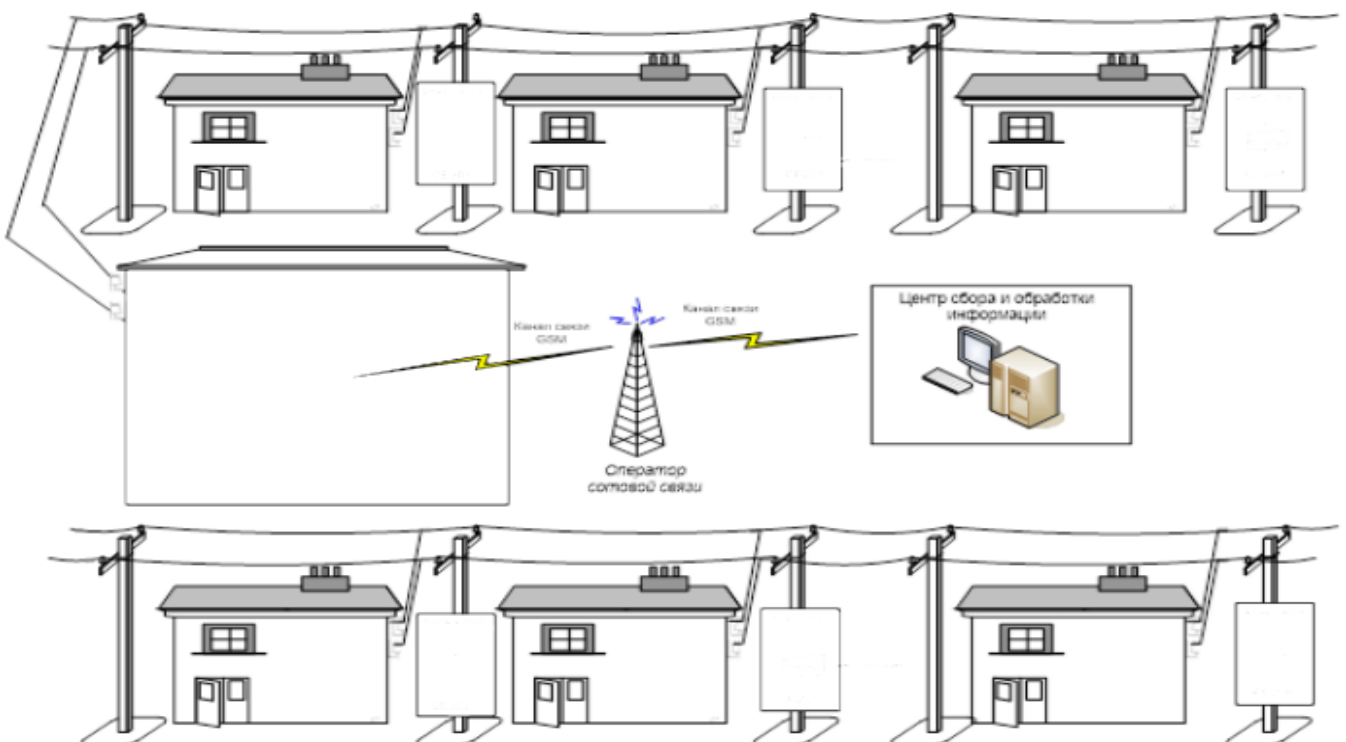 Канал связи
GSM
Канал связи
GSM
Центр сбора и обработки
информации
Оператор
сотовой связи